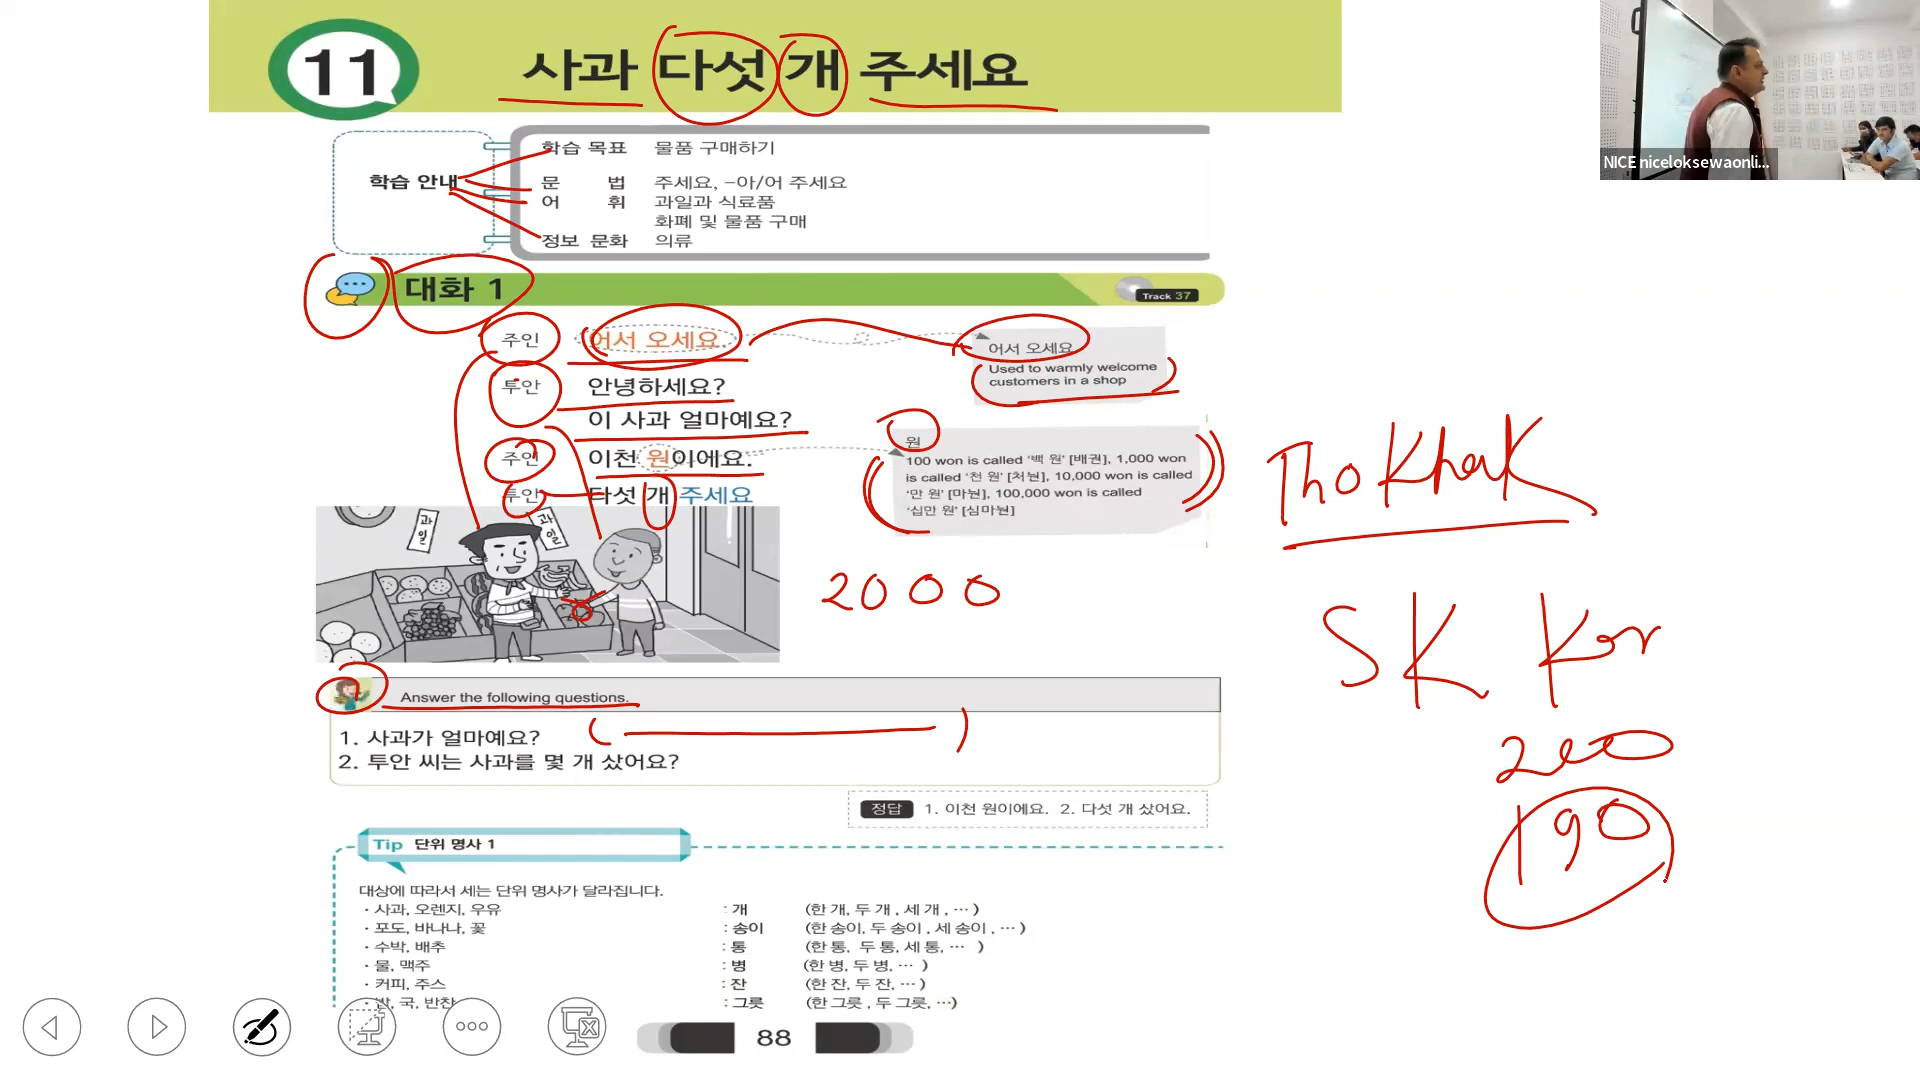 11 사과 다섯 개 주세요
학습 안내
학습 목표 물품 구매하기
문 법 주세요, -아/어 주세요
어 휘 과일과 식료품
화폐 및 물품 구매
정보 문화 의류
대화 1
Track 37
주인 어서 오세요.
투안 안녕하세요?
이 사과 얼마예요?
주인 이천 원이에요.
투안 다섯 개 주세요
어서 오세요
Used to warmly welcome
customers in a shop
원
100 won is called '백 원' [배권], 1,000 won
is called '천 원' [처눤], 10,000 won is called
'만 원' [마눤], 100,000 won is called
'십만 원' [심마눤]
과일
과일
2000
Answer the following questions.
1. 사과가 얼마예요?
2. 투안 씨는 사과를 몇 개 샀어요?
정답 1. 이천 원이에요. 2. 다섯 개 샀어요.
Tip 단위 명사 1
대상에 따라서 세는 단위 명사가 달라집니다.
· 사과, 오렌지, 우유 : 개 (한 개, 두 개 , 세 개 , ⋯ )
· 포도, 바나나, 꽃 : 송이 (한 송이, 두 송이 , 세 송이 , ⋯ )
· 수박, 배추 : 통 (한 통, 두 통, 세 통, ⋯ )
· 물, 맥주 : 병 (한 병, 두 병, ⋯ )
· 커피, 주스 : 잔 (한 잔, 두 잔, ⋯ )
· 밥, 국, 반찬 : 그릇 (한 그릇 , 두 그릇, ⋯)
88
NICE niceloksewaonli...
SK
200
190